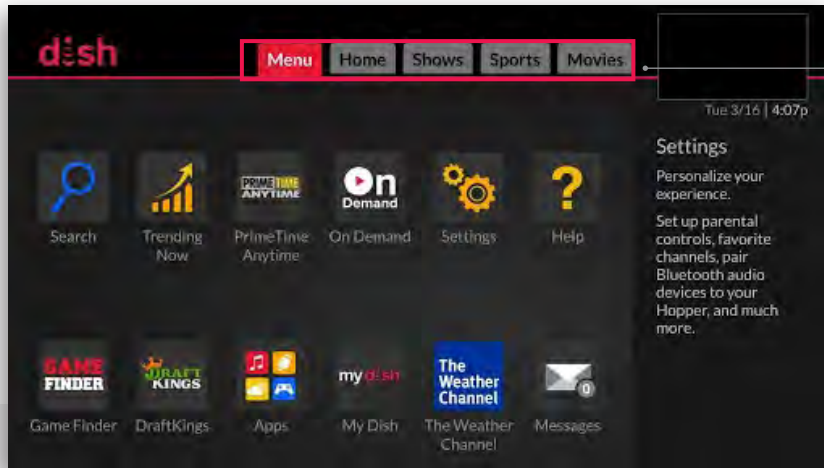 dish
Menu Home Shows Sports Movies
Tue 3/16 | 4:07p
Settings
Personalize your
experience.
Set up parental
controls, favorite
channels, pair
Bluetooth audio
devices to your
Hopper, and much
more.
PRIMETIME
ANYTIME
On
Demand
Search Trending PrimeTime On Demand Settings Help
Now Anytime
GAME
FINDER
DRAFT
KINGS
my dish
The
Weather
Channel
0
Game Finder DraftKings Apps My Dish The Weather Messages
Channel